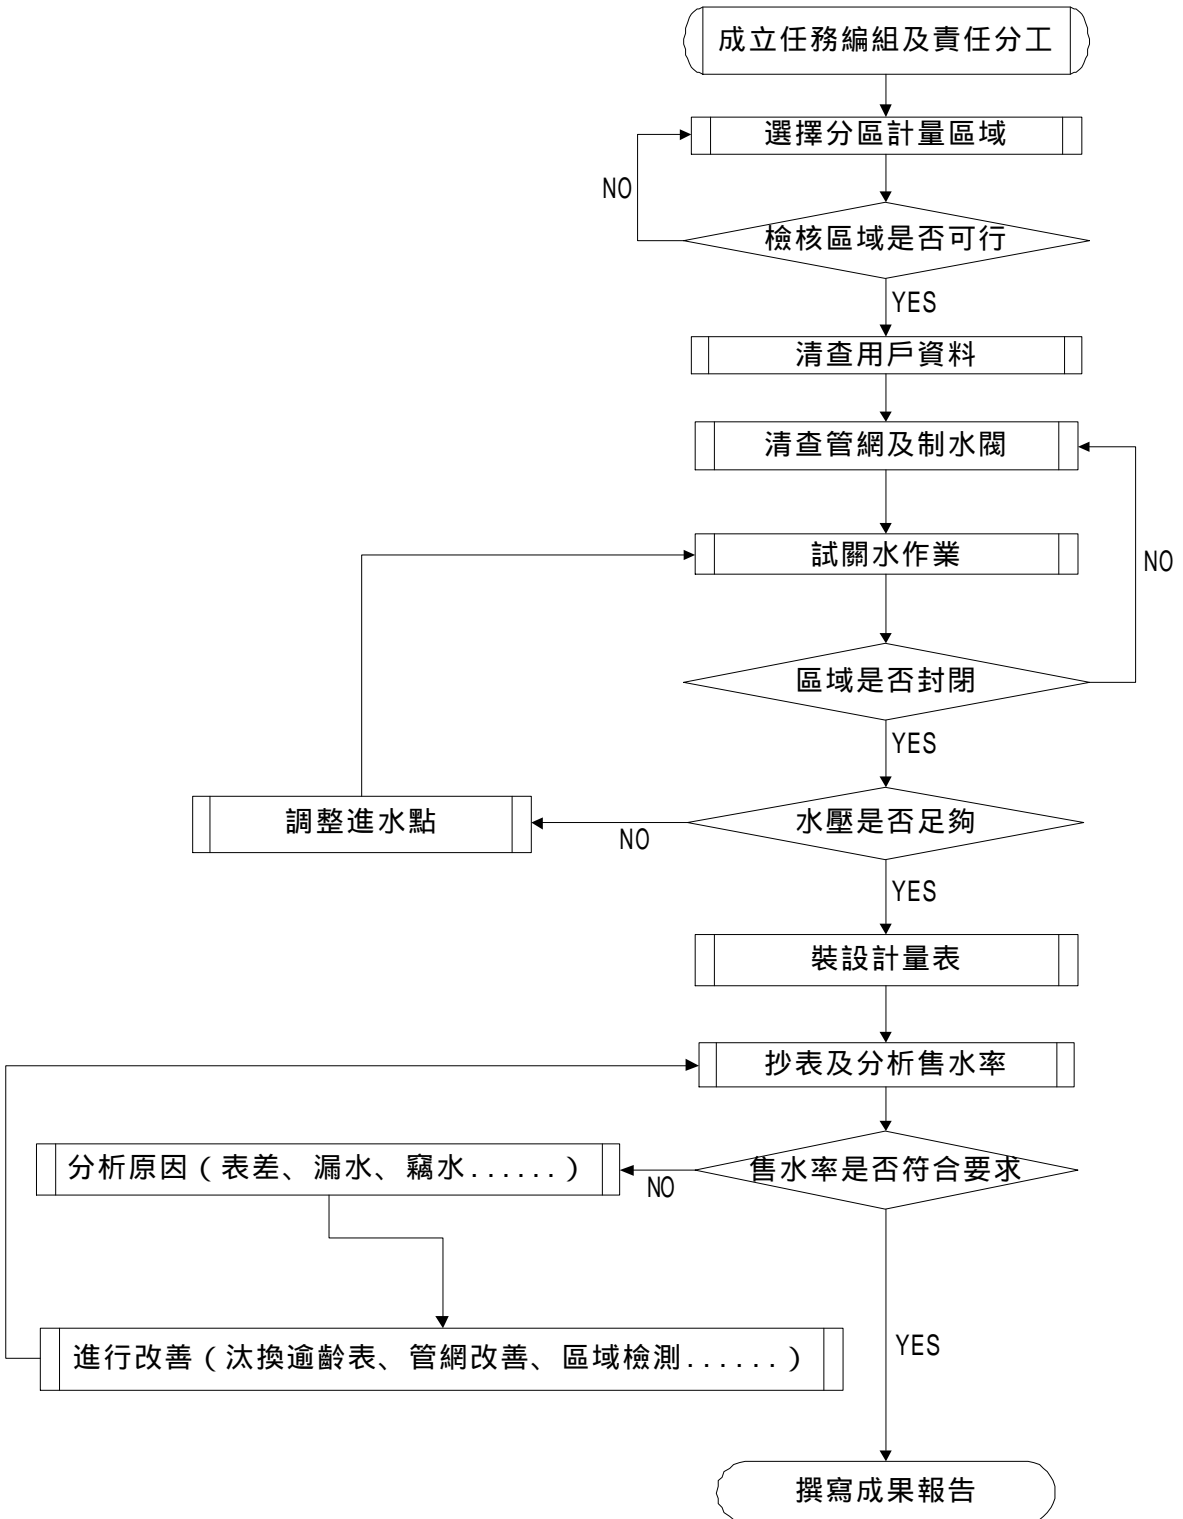 成立任務編組及責任分工
選擇分區計量區域
NO
檢核區域是否可行
YES
清查用戶資料
清查管網及制水閥
試關水作業
NO
區域是否封閉
YES
調整進水點
NO
水壓是否足夠
YES
裝設計量表
抄表及分析售水率
分析原因（表差、漏水、竊水......）
NO
售水率是否符合要求
進行改善（汰換逾齡表、管網改善、區域檢測......）
YES
撰寫成果報告